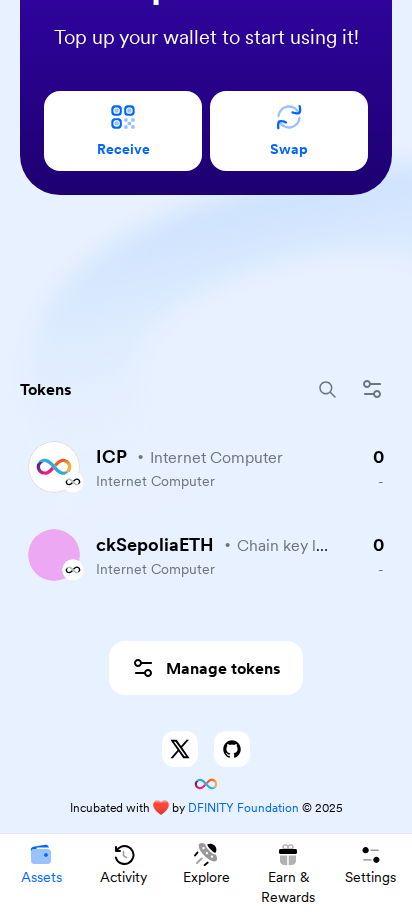 Top up your wallet to start using it!
Receive
Swap
Tokens
ICP • Internet Computer 0
Internet Computer -
ckSepoliaETH • Chain key l... 0
Internet Computer -
Manage tokens
Incubated with ❤️ by DFINITY Foundation © 2025
Assets
Activity
Explore
Earn &
Rewards
Settings